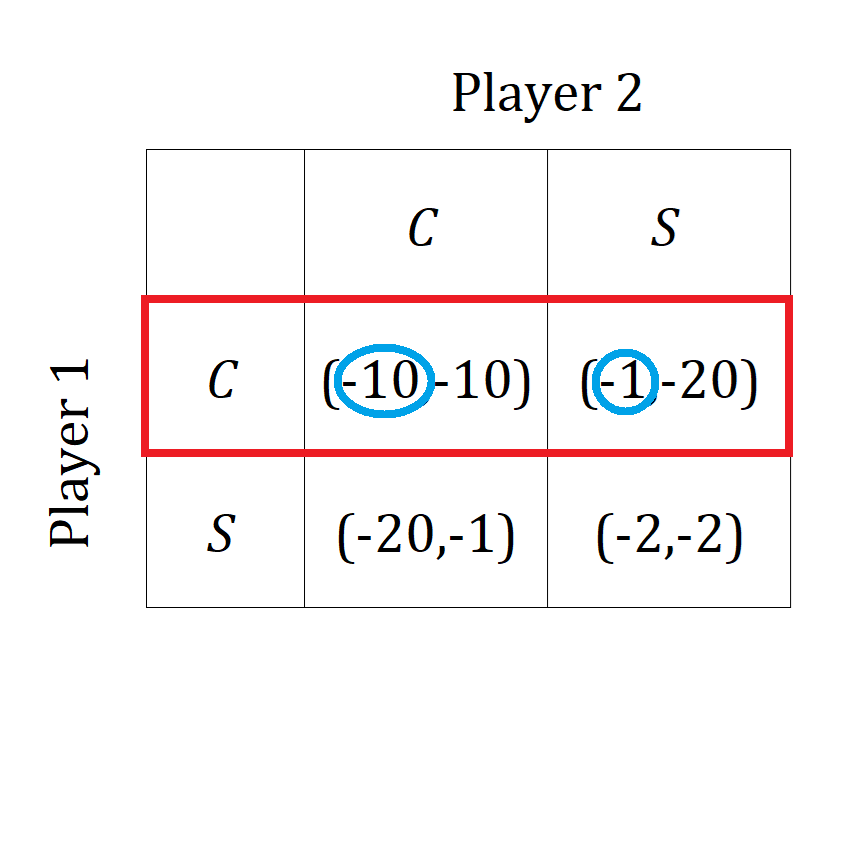 Player 2
C S
Player 1
C (-10,-10) (-1,-20)
S (-20,-1) (-2,-2)